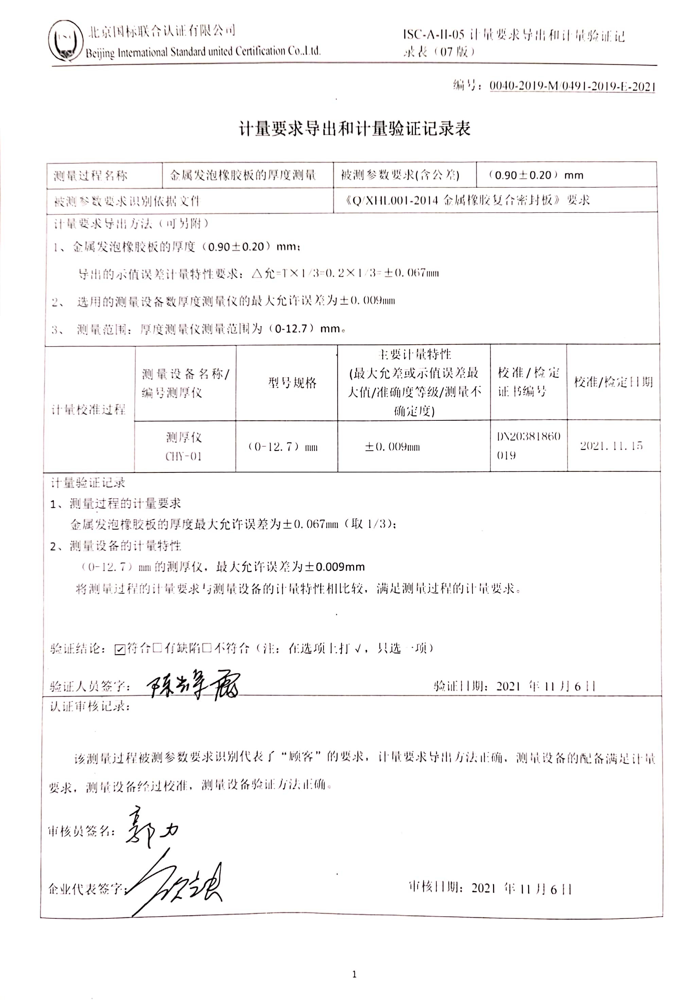 北京国标联合认证有限公司
Beijing International Standard united Certification Co.,Ltd.
ISC-A-II-05 计量要求导出和计量验证记
录表（07 版）
编号：0040-2019-M/0491-2019-E-2021
计量要求导出和计量验证记录表
测量过程名称 金属发泡橡胶板的厚度测量 被测参数要求(含公差) （0.90±0.20）mm
被测参数要求识别依据文件 《Q/XHL001-2014 金属橡胶复合密封板》要求
计量要求导出方法（可另附）
1、金属发泡橡胶板的厚度（0.90±0.20）mm;
导出的示值误差计量特性要求：△允=T×1/3=0.2×1/3=±0.067mm
2、 选用的测量设备数厚度测量仪的最大允许误差为±0.009mm
3、 测量范围：厚度测量仪测量范围为（0-12.7）mm。
计量校准过程
测量设备名称/
编号测厚仪
型号规格
主要计量特性
(最大允差或示值误差最
大值/准确度等级/测量不
确定度)
校准/检定
证书编号
校准/检定日期
测厚仪
CHY-01
（0-12.7）mm
±0.009mm
DN20381860
019
2021.11.15
计量验证记录
1、测量过程的计量要求
金属发泡橡胶板的厚度最大允许误差为±0.067mm（取 1/3）;
2、测量设备的计量特性
（0-12.7）mm 的测厚仪，最大允许误差为±0.009mm
将测量过程的计量要求与测量设备的计量特性相比较，满足测量过程的计量要求。
验证结论：☑符合□有缺陷□不符合（注：在选项上打√，只选一项）
验证人员签字： 验证日期：2021 年 11 月 6 日
认证审核记录：
该测量过程被测参数要求识别代表了“顾客”的要求，计量要求导出方法正确，测量设备的配备满足计量
要求，测量设备经过校准，测量设备验证方法正确。
审核员签名：郭力
企业代表签字： 审核日期：2021 年 11 月 6 日
1